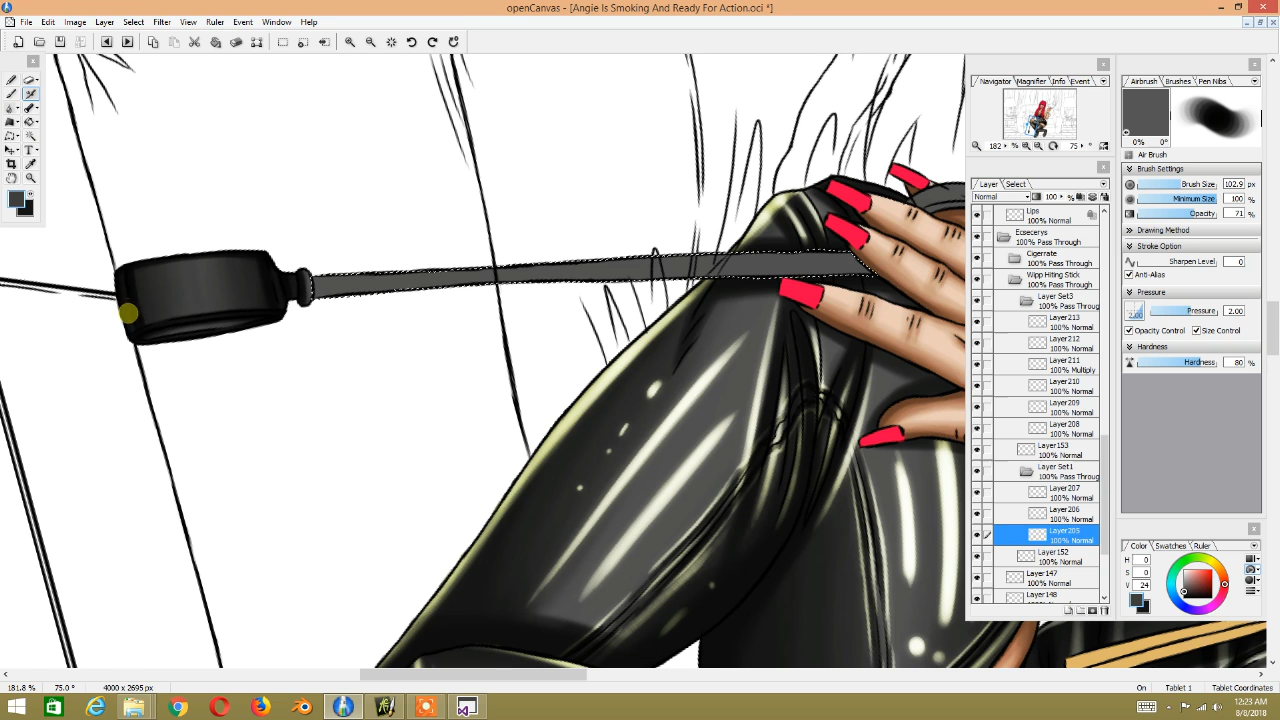 openCanvas - [Angie Is Smoking And Ready For Action.oci *]
File Edit Layer Select View Ruler Event Window Help
Navigator Magnifier Info Event
182 % 75 °
Layer Select
Normal 100 %
Lips
100% Normal
Ecsecerys
100% Pass Through
Cigerrate
100% Pass Through
Wipp Hiting Stick
100% Pass Through
Layer Set3
100% Pass Throug
Layer213
100% Normal
Layer212
100% Normal
Layer211
100% Multiply
Layer210
100% Normal
Layer209
100% Normal
Layer208
100% Normal
Layer153
100% Normal
Layer Set1
100% Pass Throug
Layer207
100% Normal
Layer206
100% Normal
Layer205
100% Normal
Layer152
100% Normal
Layer147
100% Normal
Layer148
Airbrush Brushes Pen Nibs
0% 0°
Air Brush
Brush Settings
Brush Size 102.9 px
Minimum Size 100 %
Opacity 71
Drawing Method
Stroke Option
Sharpen Level 0
Anti-Alias
Pressure
2.00 Pressure 2.00
Opacity Control Size Control
Hardness
Hardness 80 %
Color Swatches Ruler
H 0
S 0
V 24
181.8 % 75.0 ° 4000 x 2695 px On Tablet 1 Tablet Coordinates
12:23 AM
8/8/2018